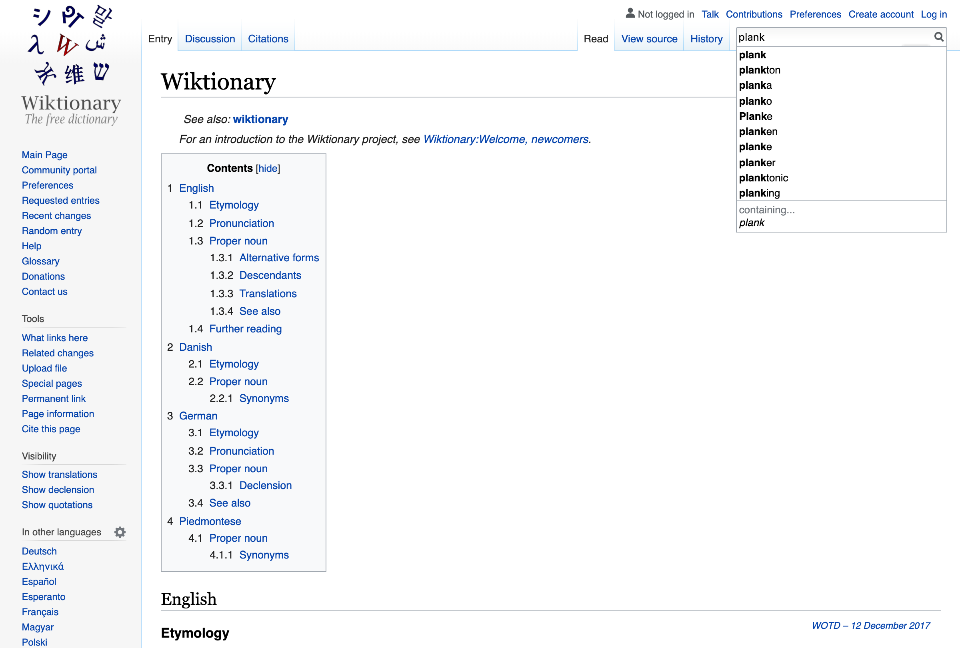 シ Ру 말
λ W ش
み 维 ש
Wiktionary
The free dictionary
Main Page
Community portal
Preferences
Requested entries
Recent changes
Random entry
Help
Glossary
Donations
Contact us
Tools
What links here
Related changes
Upload file
Special pages
Permanent link
Page information
Cite this page
Visibility
Show translations
Show declension
Show quotations
In other languages
Deutsch
Ελληνικά
Español
Esperanto
Français
Magyar
Polski
Not logged in Talk Contributions Preferences Create account Log in
Entry Discussion Citations Read View source History
plank
plank
plankton
planka
planko
Planke
planken
planke
planker
planktonic
planking
containing...
plank
Wiktionary
See also: wiktionary
For an introduction to the Wiktionary project, see Wiktionary:Welcome, newcomers.
Contents [hide]
1 English
1.1 Etymology
1.2 Pronunciation
1.3 Proper noun
1.3.1 Alternative forms
1.3.2 Descendants
1.3.3 Translations
1.3.4 See also
1.4 Further reading
2 Danish
2.1 Etymology
2.2 Proper noun
2.2.1 Synonyms
3 German
3.1 Etymology
3.2 Pronunciation
3.3 Proper noun
3.3.1 Declension
3.4 See also
4 Piedmontese
4.1 Proper noun
4.1.1 Synonyms
English
WOTD – 12 December 2017
Etymology